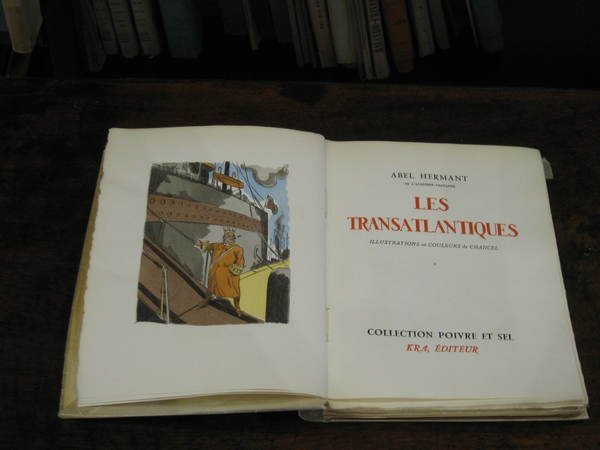 ABEL HERMANT
DE L'ACADÉMIE FRANÇAISE
LES
TRANSATLANTIQUES
ILLUSTRATIONS en COULEURS de CHANCEL
COLLECTION POIVRE ET SEL
KRA, ÉDITEUR